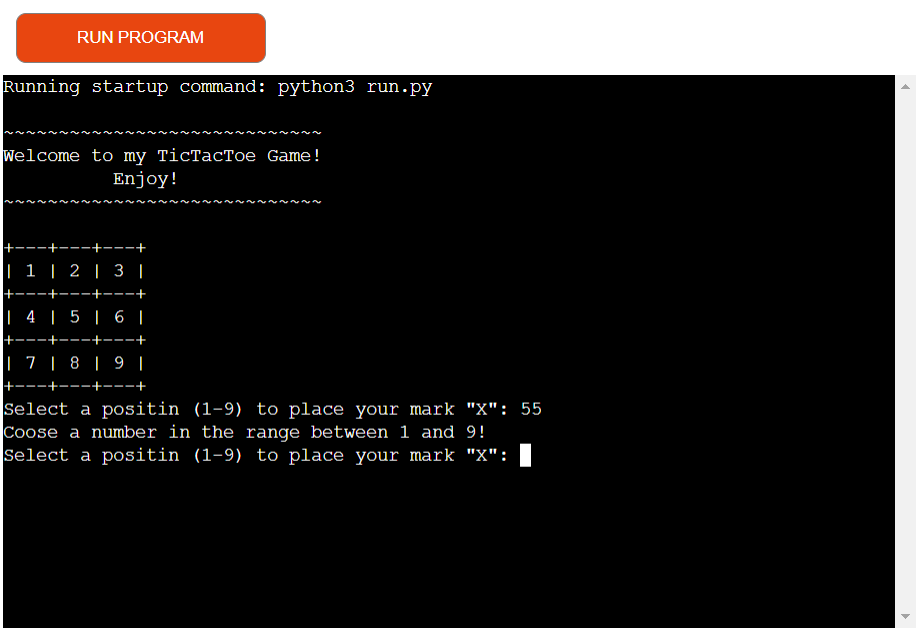 RUN PROGRAM
Running startup command: python3 run.py
~~~~~~~~~~~~~~~~~~~~~~~~~~~~~
Welcome to my TicTacToe Game!
          Enjoy!
~~~~~~~~~~~~~~~~~~~~~~~~~~~~~
+---+---+---+
| 1 | 2 | 3 |
+---+---+---+
| 4 | 5 | 6 |
+---+---+---+
| 7 | 8 | 9 |
+---+---+---+
Select a positin (1-9) to place your mark "X": 55
Coose a number in the range between 1 and 9!
Select a positin (1-9) to place your mark "X":